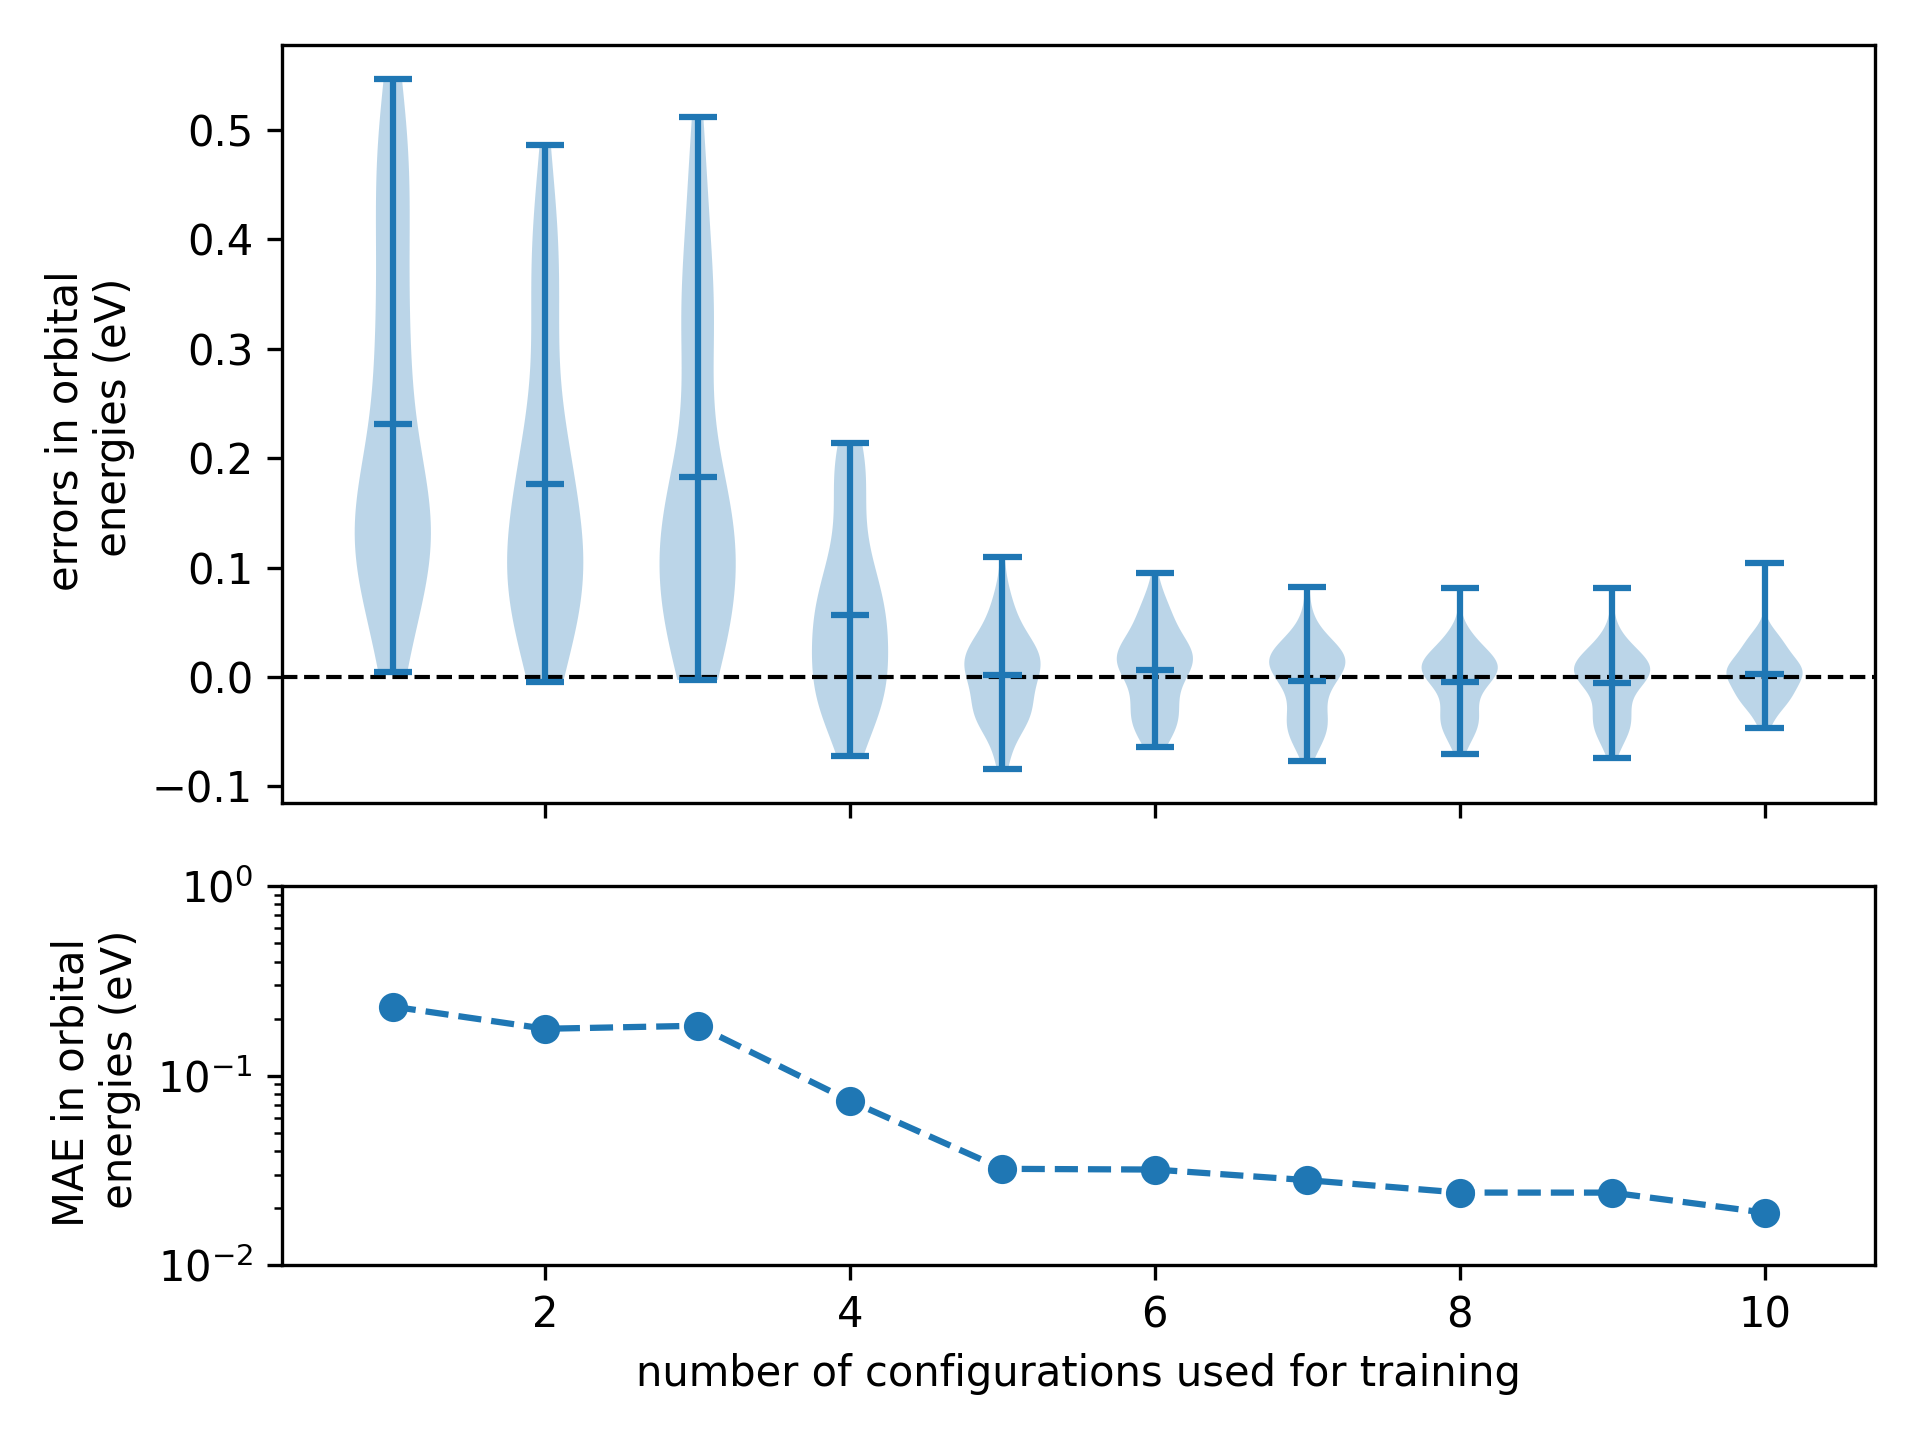 errors in orbital
energies (eV)
0.5
0.4
0.3
0.2
0.1
0.0
−0.1
MAE in orbital
energies (eV)
10⁰
10⁻¹
10⁻²
2 4 6 8 10
number of configurations used for training